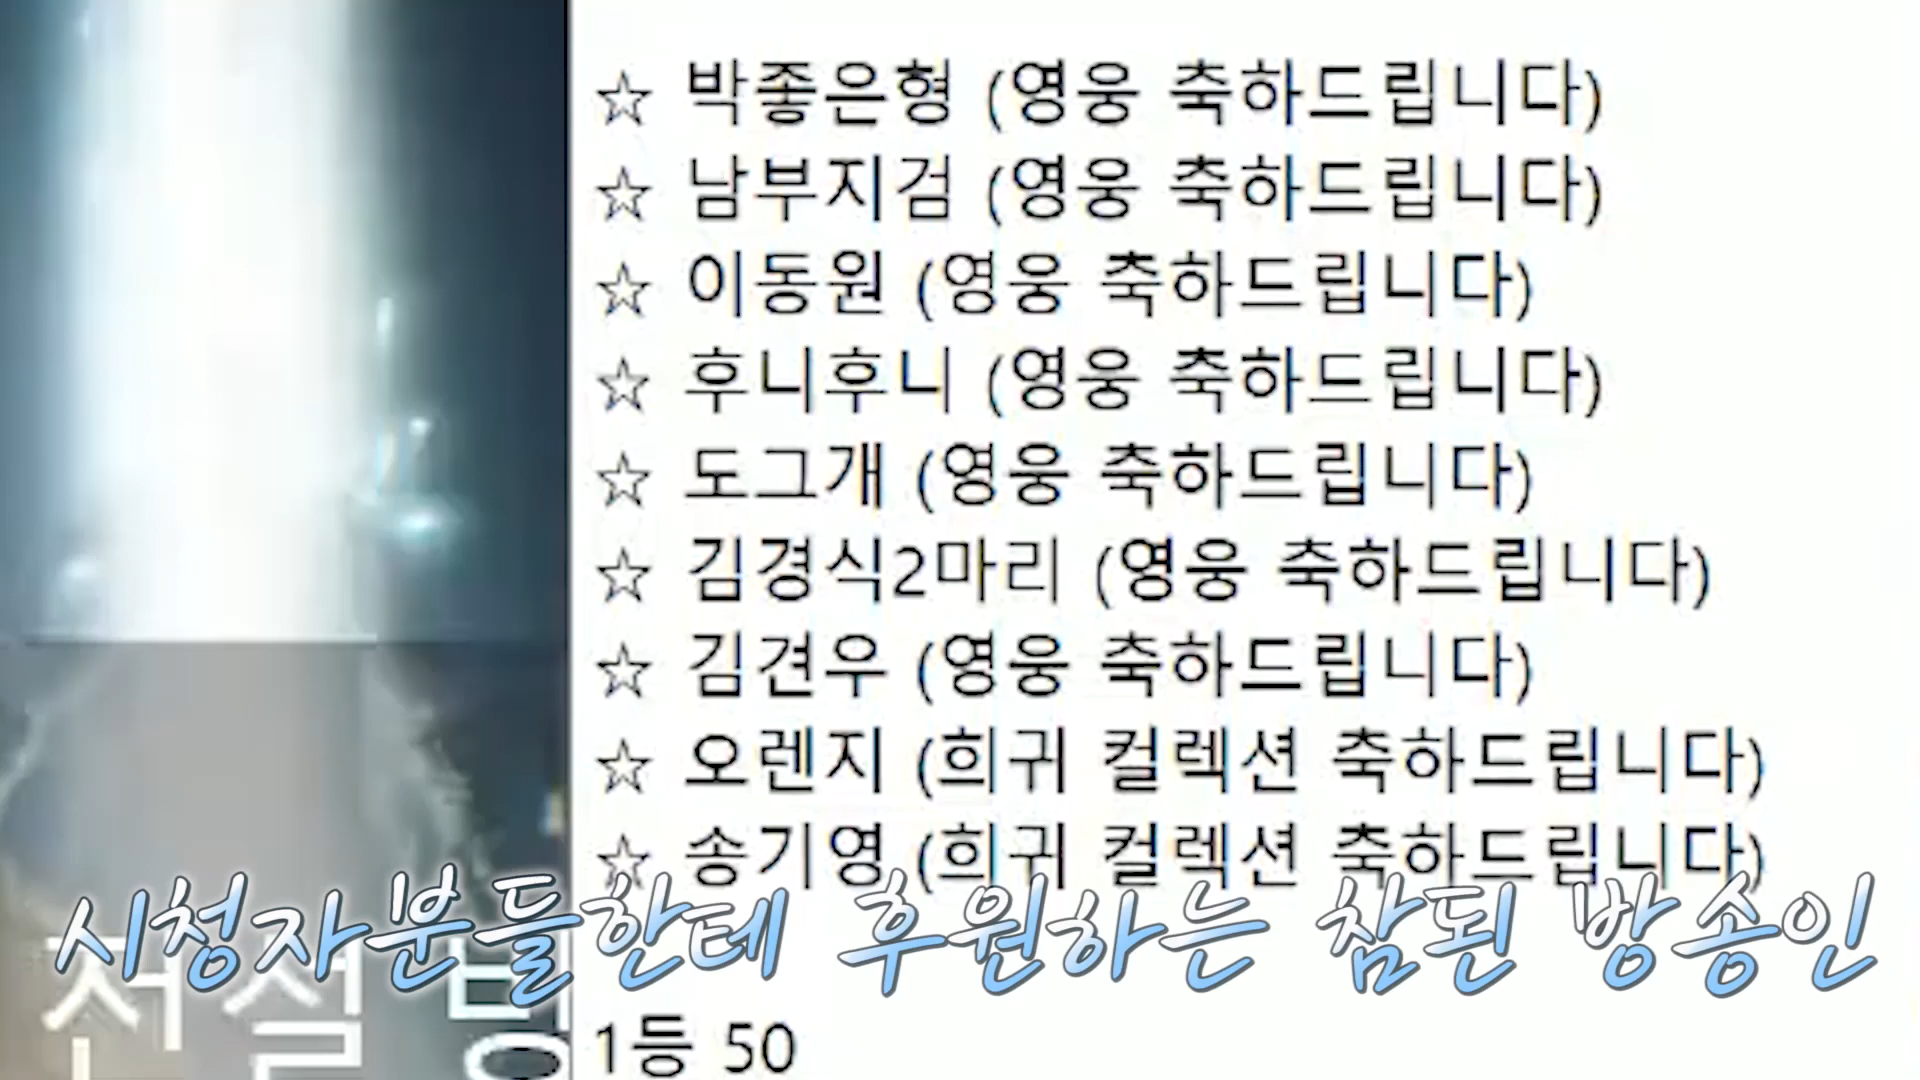 ☆ 박좋은형 (영웅 축하드립니다)
☆ 남부지검 (영웅 축하드립니다)
☆ 이동원 (영웅 축하드립니다)
☆ 후니후니 (영웅 축하드립니다)
☆ 도그개 (영웅 축하드립니다)
☆ 김경식2마리 (영웅 축하드립니다)
☆ 김견우 (영웅 축하드립니다)
☆ 오렌지 (희귀 컬렉션 축하드립니다)
☆ 송기영 (희귀 컬렉션 축하드립니다)
시청자분들한테 후원하는 참된 방송인
전설
1등 50